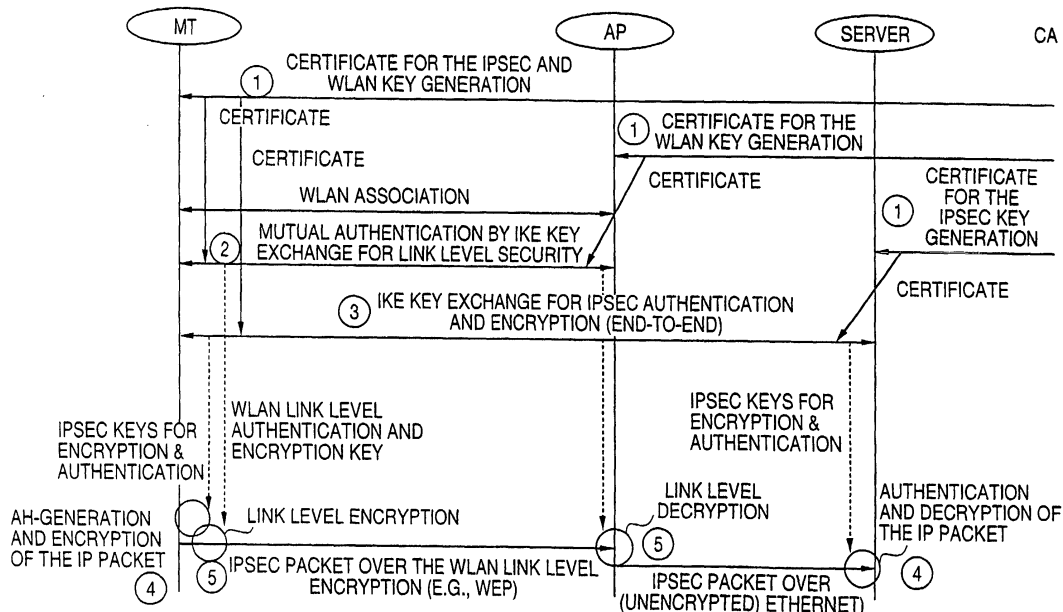 MT
AP
SERVER
CA
1
CERTIFICATE FOR THE IPSEC AND
WLAN KEY GENERATION
CERTIFICATE
CERTIFICATE
1
CERTIFICATE FOR THE
WLAN KEY GENERATION
CERTIFICATE
WLAN ASSOCIATION
1
CERTIFICATE
FOR THE
IPSEC KEY
GENERATION
CERTIFICATE
2
MUTUAL AUTHENTICATION BY IKE KEY
EXCHANGE FOR LINK LEVEL SECURITY
3
IKE KEY EXCHANGE FOR IPSEC AUTHENTICATION
AND ENCRYPTION (END-TO-END)
IPSEC KEYS FOR
ENCRYPTION &
AUTHENTICATION
WLAN LINK LEVEL
AUTHENTICATION AND
ENCRYPTION KEY
IPSEC KEYS FOR
ENCRYPTION &
AUTHENTICATION
AH-GENERATION
AND ENCRYPTION
OF THE IP PACKET
4
LINK LEVEL ENCRYPTION
5
IPSEC PACKET OVER THE WLAN LINK LEVEL
ENCRYPTION (E.G., WEP)
LINK LEVEL
DECRYPTION
5
IPSEC PACKET OVER
(UNENCRYPTED) ETHERNET)
AUTHENTICATION
AND DECRYPTION OF
THE IP PACKET
4